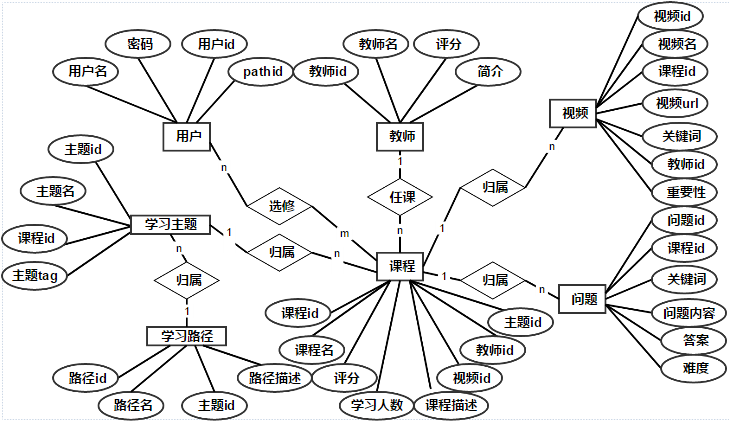 视频id
密码
用户id
教师名
评分
视频名
用户名
pathid
教师id
简介
课程id
视频url
用户
教师
视频
关键词
主题id
n
1
n
教师id
主题名
选修
任课
归属
重要性
学习主题
1
m
n
1
问题id
课程id
归属
n
课程
课程id
主题tag
n
归属
1
归属
n
问题
关键词
1
课程id
主题id
问题内容
学习路径
课程名
教师id
答案
路径id
路径描述
评分
视频id
难度
路径名
主题id
学习人数
课程描述